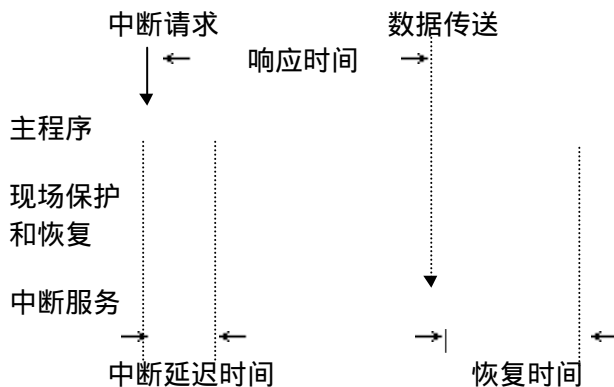 中断请求 数据传送
响应时间
主程序
现场保护
和恢复
中断服务
中断延迟时间 恢复时间